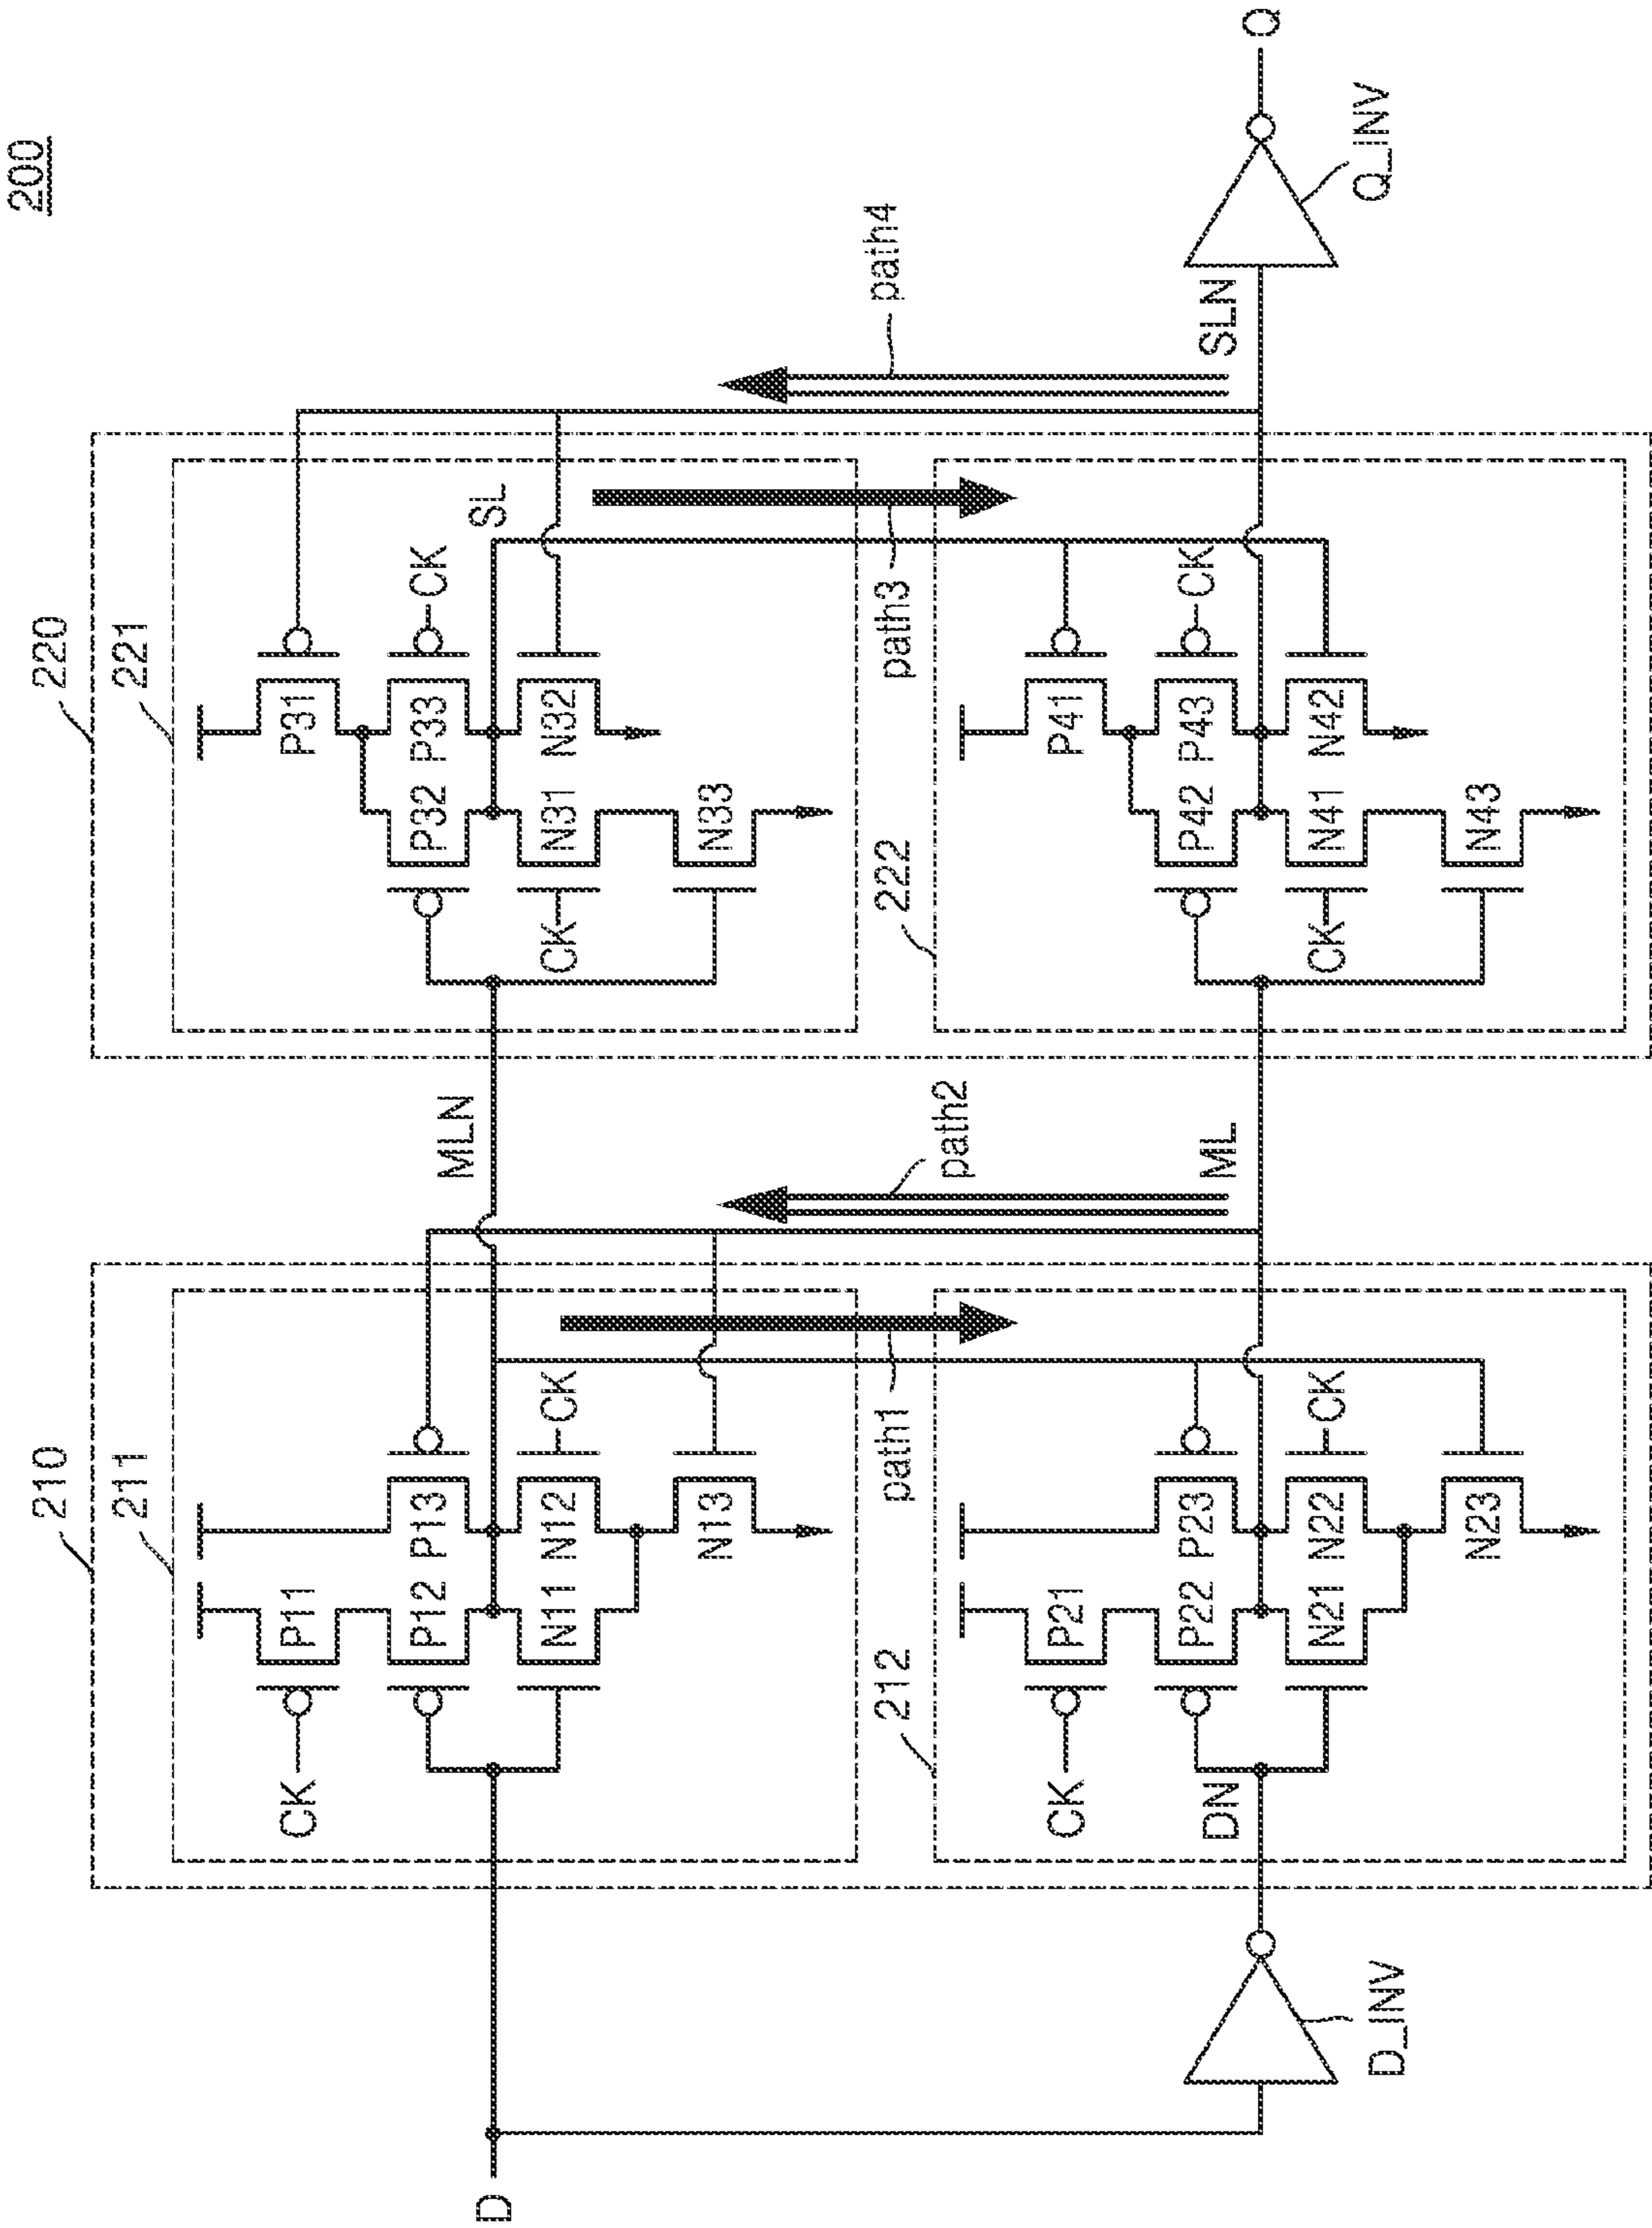 200
210
220
211
221
P11
P12 P13
N11 N12
N13
CK
CK
MLN
P31
P32 P33
CK
SL
N31 N32
CK
N33
path1
path2
path3
path4
212
222
CK
P21
P22 P23
N21 N22
CK
N23
DN
ML
P41
P42 P43
CK
N41 N42
CK
N43
SLN
D
D_INV
Q_INV
Q